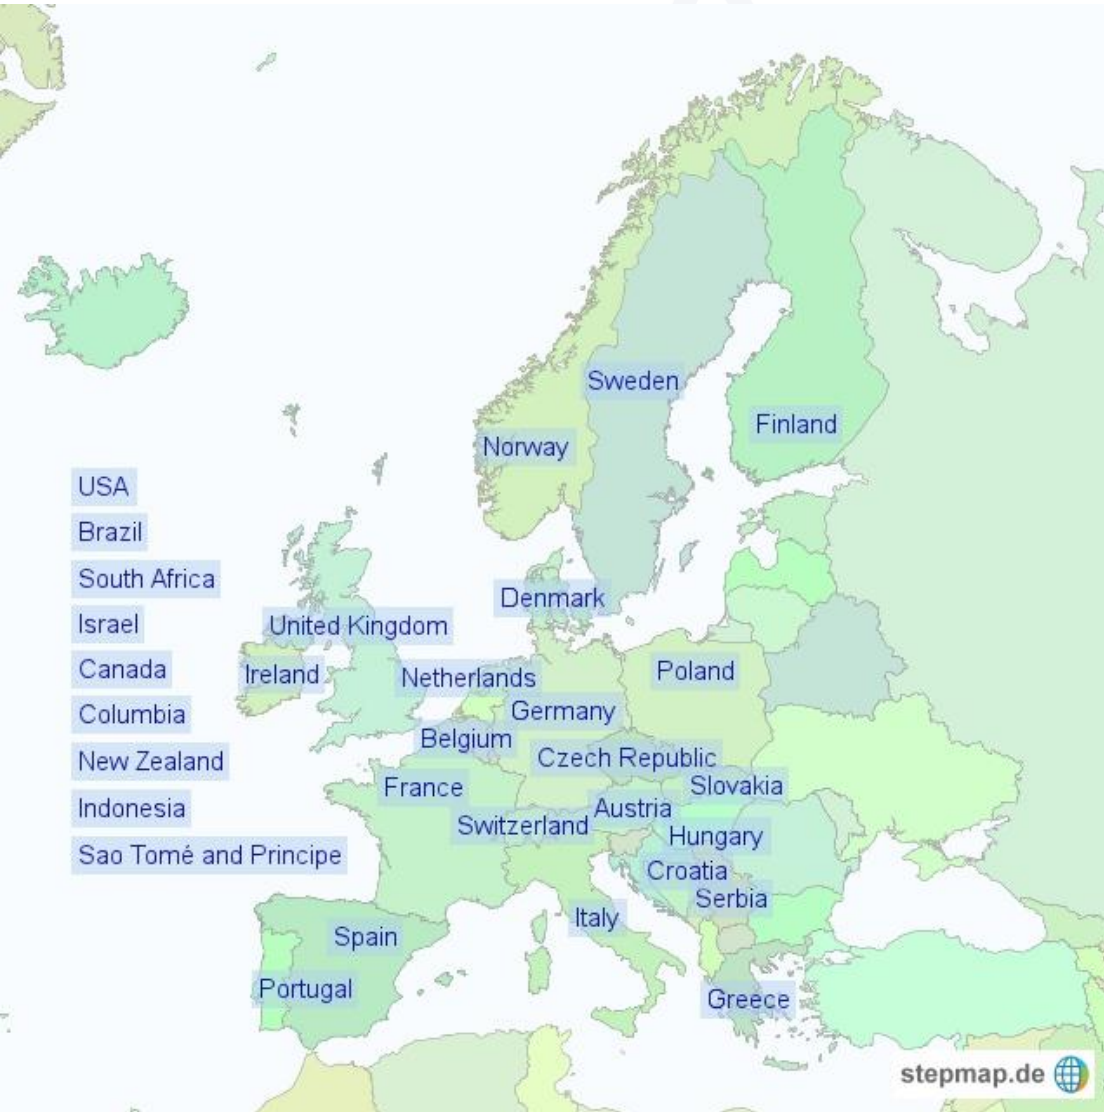 Sweden
Finland
Norway
USA
Brazil
South Africa
Denmark
Israel
United Kingdom
Canada
Ireland
Netherlands
Poland
Columbia
Germany
Belgium
New Zealand
Czech Republic
France
Slovakia
Indonesia
Austria
Switzerland
Hungary
Sao Tomé and Principe
Croatia
Serbia
Italy
Spain
Portugal
Greece
stepmap.de